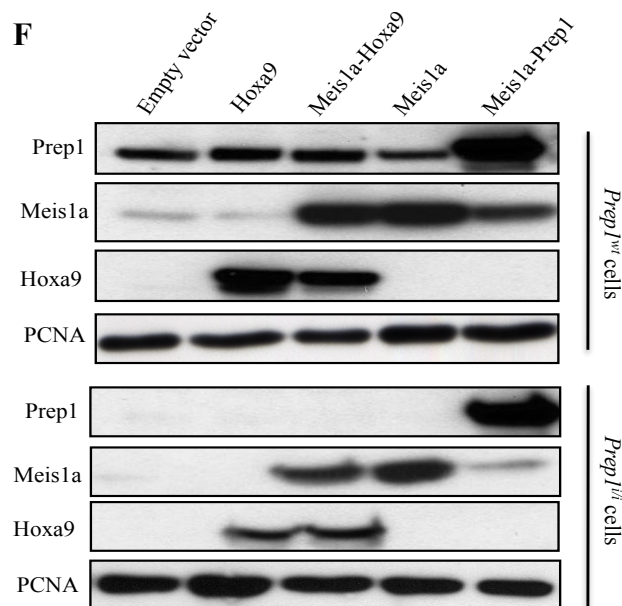 F
Empty vector
Hoxa9
Meis1a-Hoxa9
Meis1a
Meis1a-Prep1
Prep1
Meis1a
Hoxa9
PCNA
Prep1wt cells
Prep1
Meis1a
Hoxa9
PCNA
Prep1i/i cells